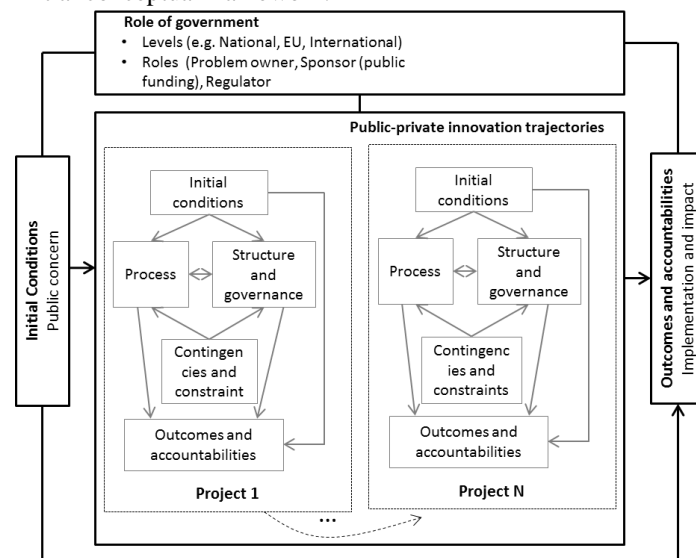 Role of government
• Levels (e.g. National, EU, International)
• Roles (Problem owner, Sponsor (public
funding), Regulator
Public-private innovation trajectories
Initial Conditions
Public concern
Initial
conditions
Process
Structure
and
governance
Contingen
cies and
constraint
Outcomes and
accountabilities
Project 1
...
Initial
conditions
Process
Structure
and
governance
Contingenc
ies and
constraints
Outcomes and
accountabilities
Project N
Outcomes and accountabilities
Implementation and impact